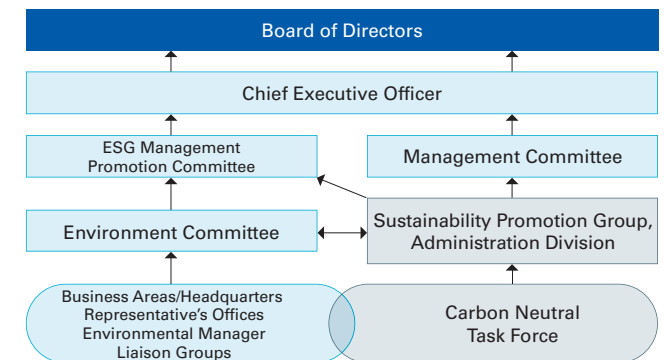 Board of Directors
Chief Executive Officer
ESG Management
Promotion Committee
Management Committee
Environment Committee
Sustainability Promotion Group,
Administration Division
Business Areas/Headquarters
Representative's Offices
Environmental Manager
Liaison Groups
Carbon Neutral
Task Force